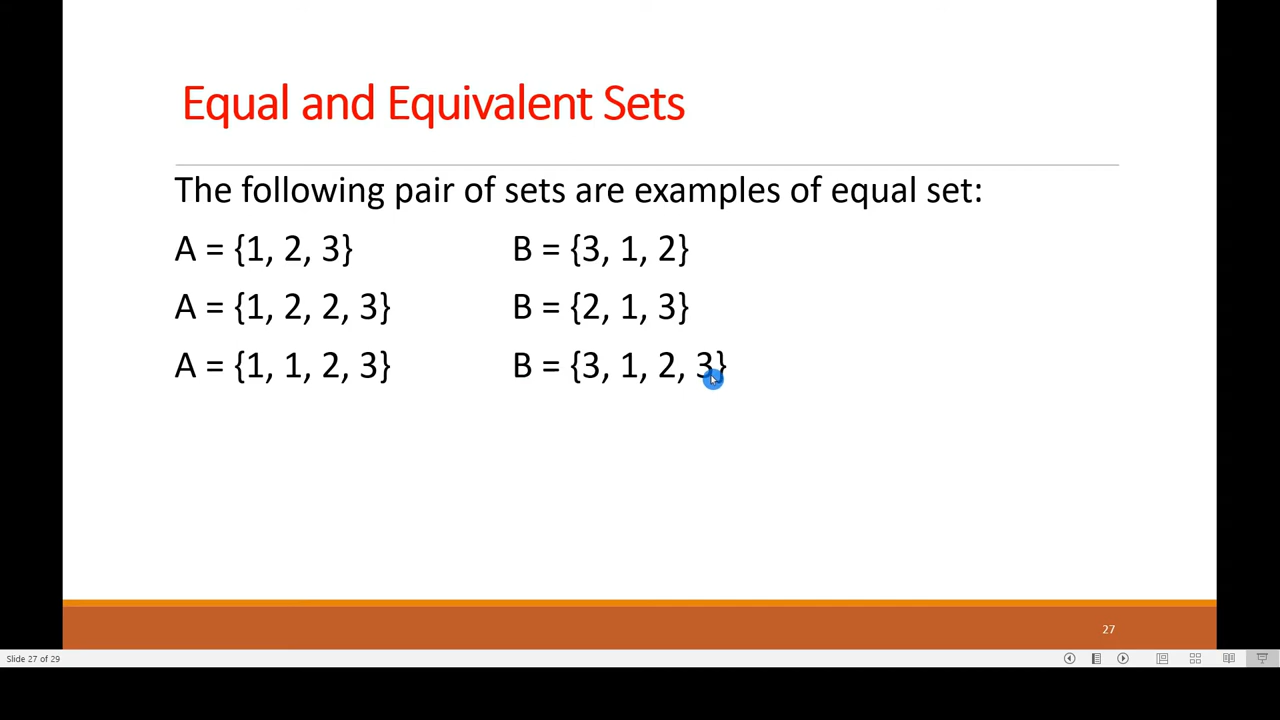 Equal and Equivalent Sets
The following pair of sets are examples of equal set:
A = {1, 2, 3} B = {3, 1, 2}
A = {1, 2, 2, 3} B = {2, 1, 3}
A = {1, 1, 2, 3} B = {3, 1, 2, 3}
27
Slide 27 of 29